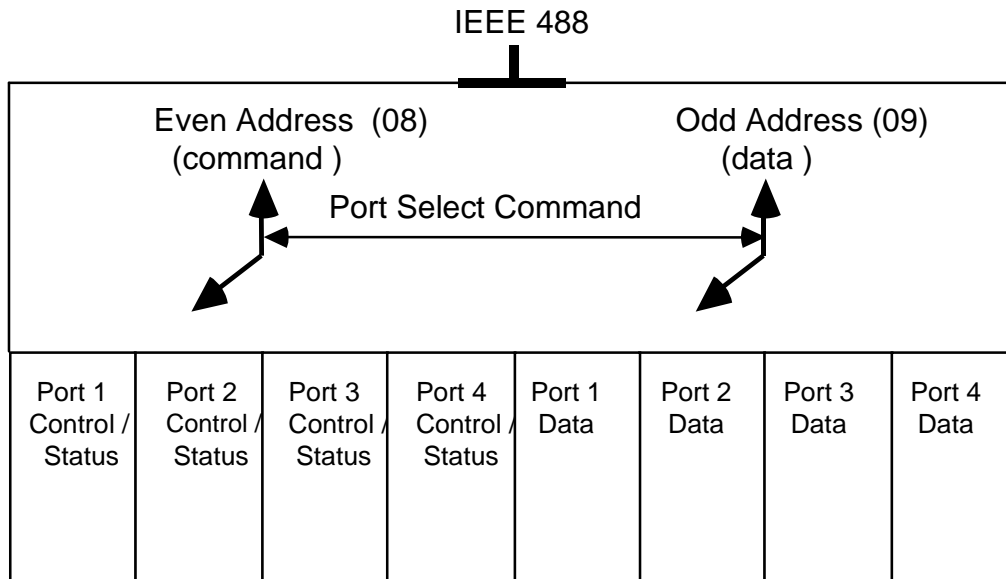 IEEE 488
Even Address (08)
(command )
Odd Address (09)
(data )
Port Select Command
Port 1
Control /
Status
Port 2
Control /
Status
Port 3
Control /
Status
Port 4
Control /
Status
Port 1
Data
Port 2
Data
Port 3
Data
Port 4
Data